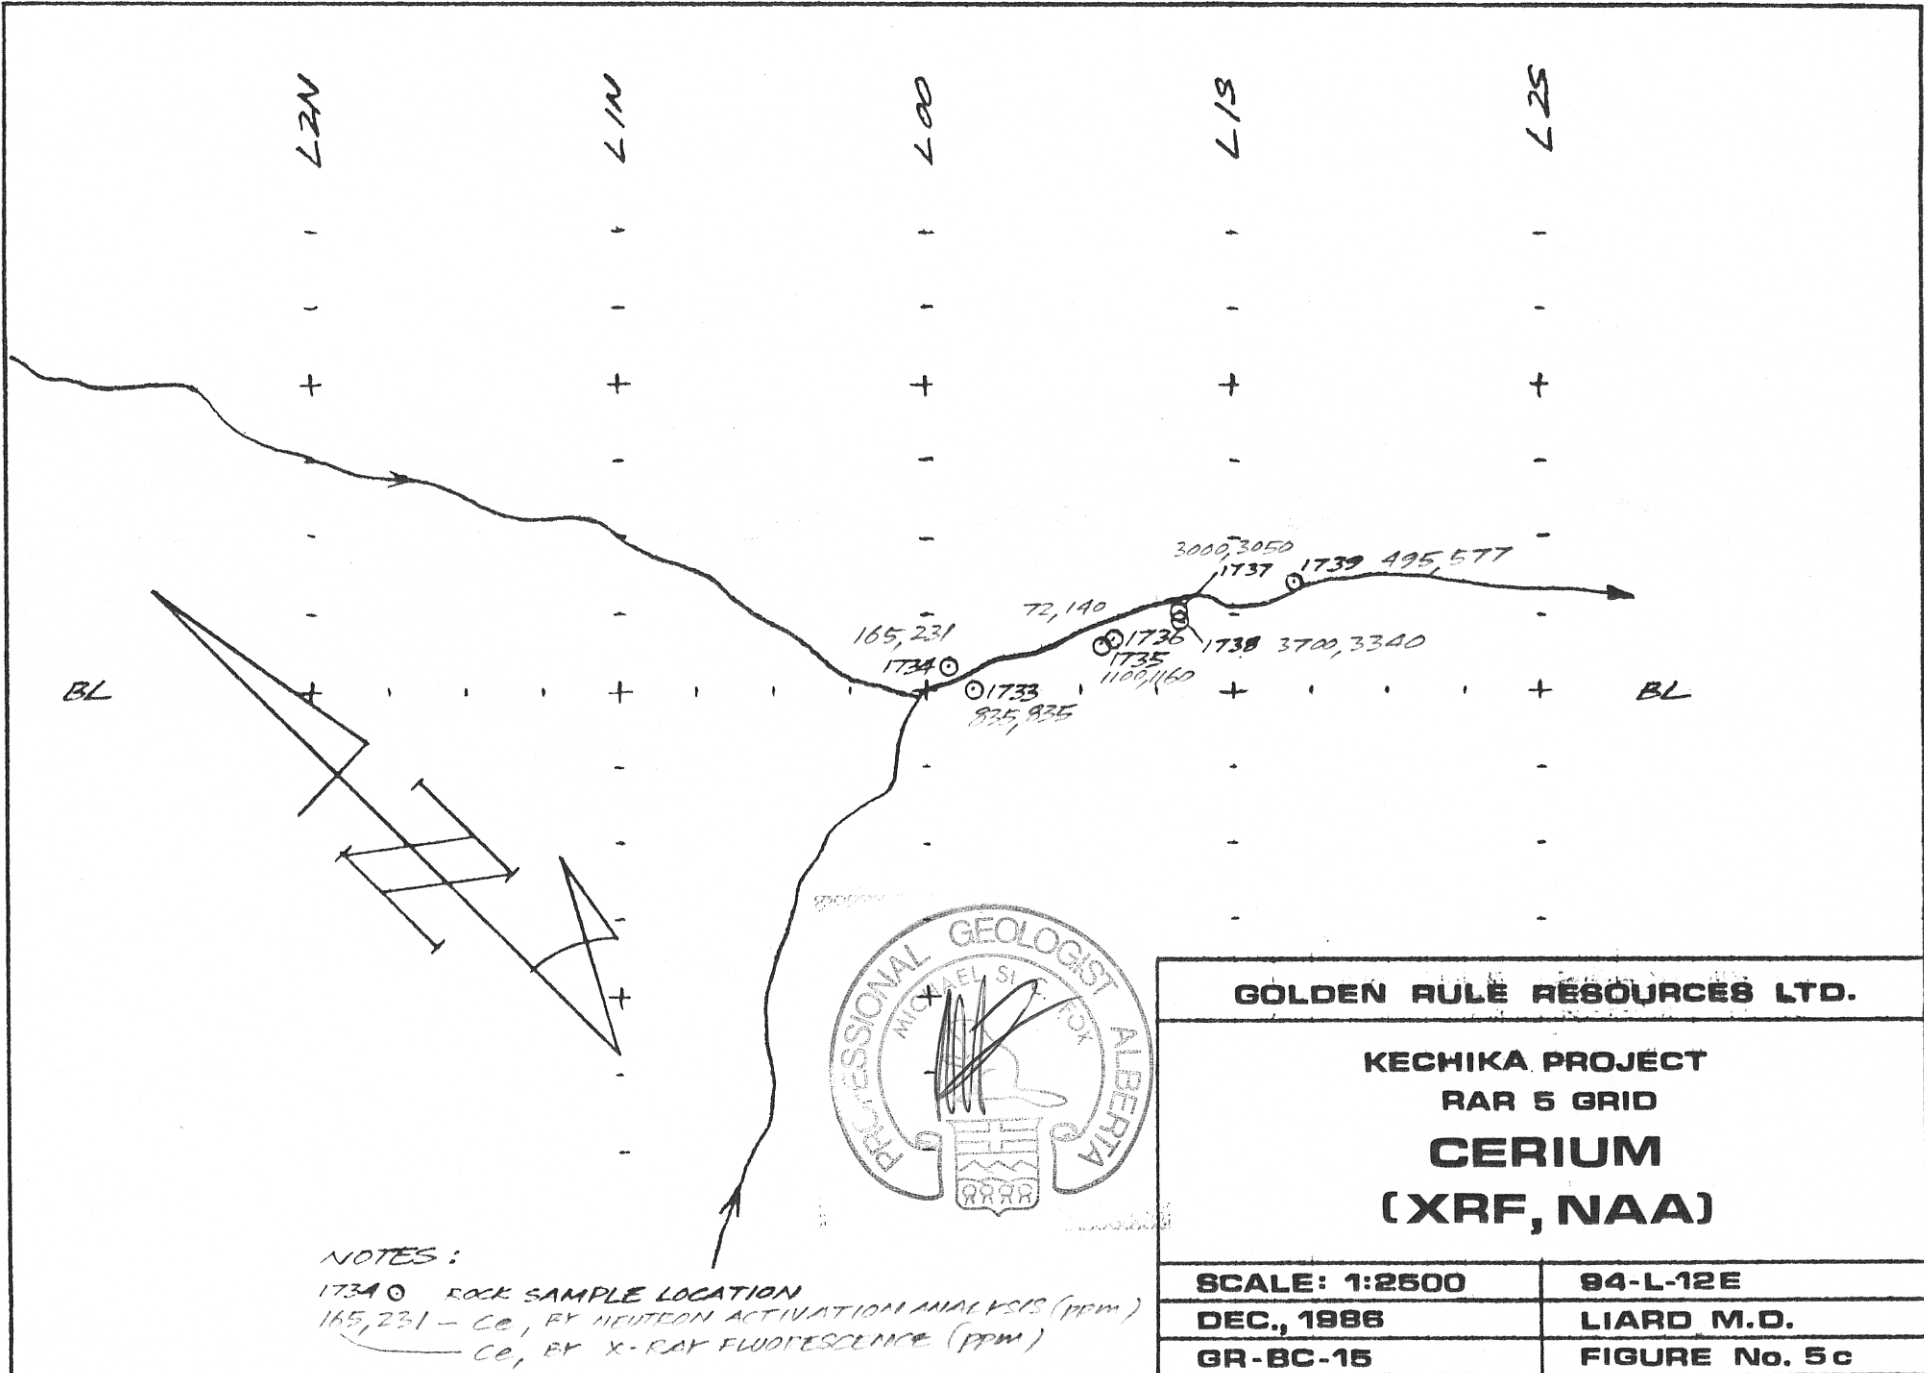 L2N
L1N
L00
L1S
L2S
3000,3050
1737
1739 495,577
72,140
1736
1738 3700,3340
165,231
1734
1735
1100,1160
1733
835,935
BL
BL
PROFESSIONAL GEOLOGIST ALBERTA
MICHAEL FOX
GOLDEN RULE RESOURCES LTD.
KECHIKA PROJECT
RAR 5 GRID
CERIUM
(XRF, NAA)
SCALE: 1:2500
94-L-12E
DEC., 1986
LIARD M.D.
GR-BC-15
FIGURE No. 5c
NOTES:
1734 ROCK SAMPLE LOCATION
165,231 - Ce, BY NEUTRON ACTIVATION ANALYSIS (ppm)
Ce, BY X-RAY FLUORESCENCE (ppm)